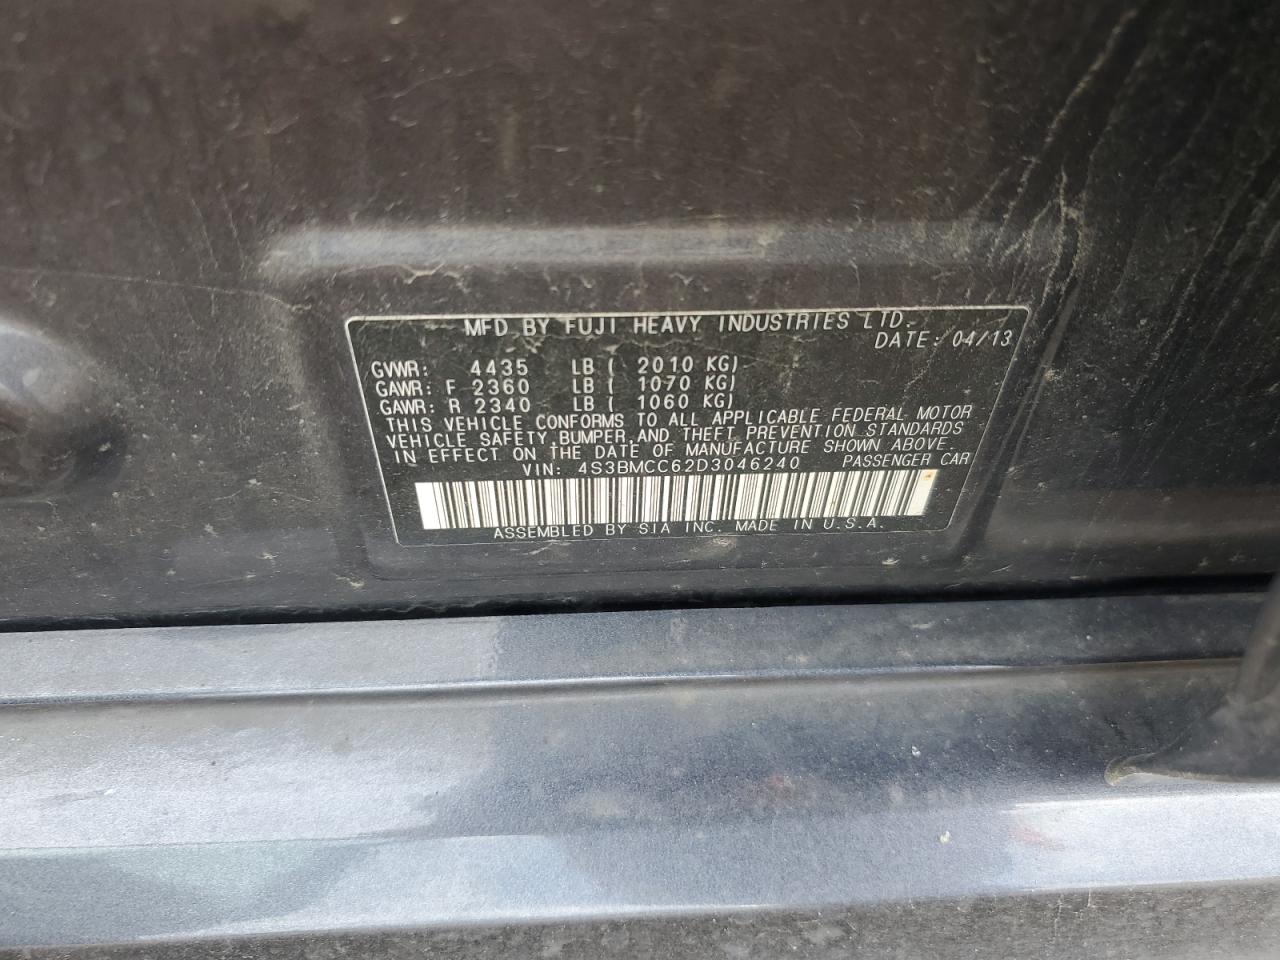 MFD BY FUJI HEAVY INDUSTRIES LTD.
DATE: 04/13
GVWR: 4435 LB ( 2010 KG)
GAWR: F 2360 LB ( 1070 KG)
GAWR: R 2340 LB ( 1060 KG)
THIS VEHICLE CONFORMS TO ALL APPLICABLE FEDERAL MOTOR
VEHICLE SAFETY, BUMPER, AND THEFT PREVENTION STANDARDS
IN EFFECT ON THE DATE OF MANUFACTURE SHOWN ABOVE.
VIN: 4S3BMCC62D3046240 PASSENGER CAR
ASSEMBLED BY SIA INC. MADE IN U.S.A.